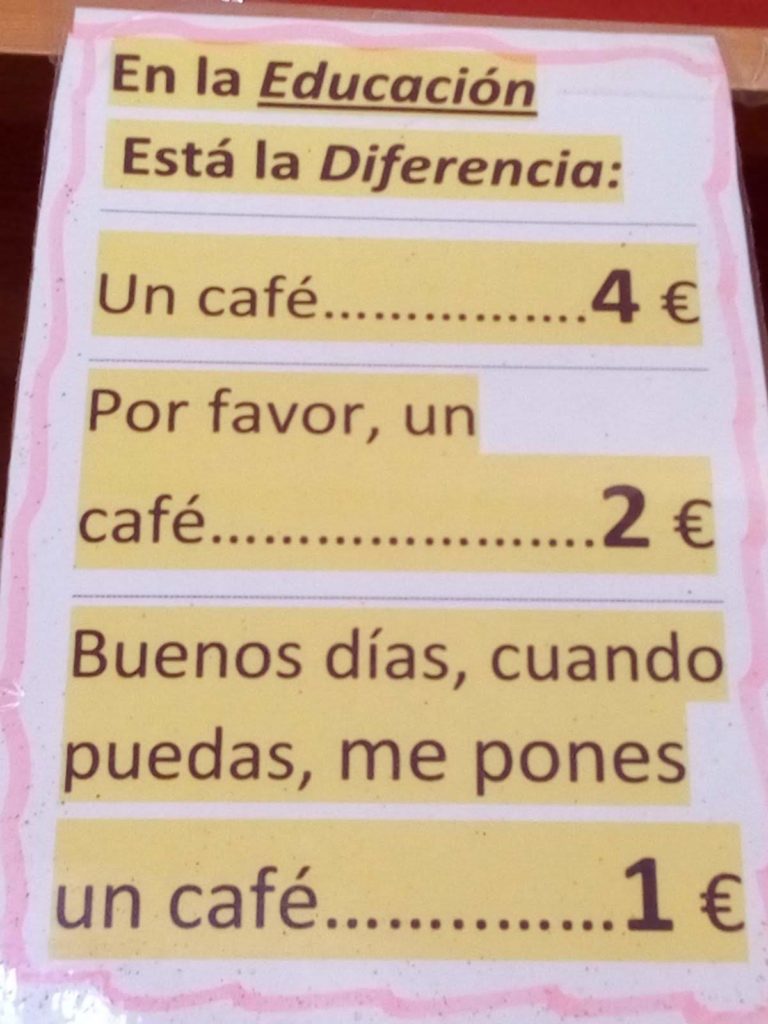 En la Educación
Está la Diferencia:
Un café................4 €
Por favor, un
café.......................2 €
Buenos días, cuando
puedas, me pones
un café...............1 €